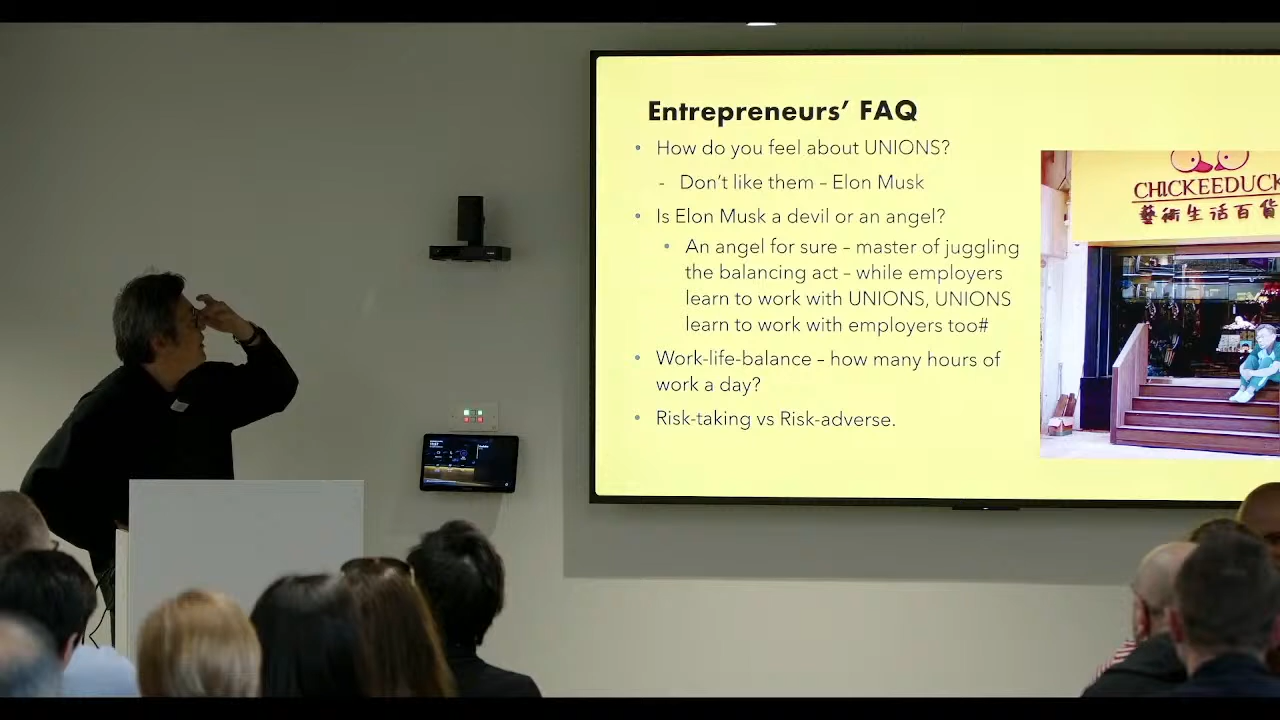 Entrepreneurs' FAQ
• How do you feel about UNIONS?
- Don't like them – Elon Musk
• Is Elon Musk a devil or an angel?
• An angel for sure – master of juggling
the balancing act – while employers
learn to work with UNIONS, UNIONS
learn to work with employers too#
• Work-life-balance – how many hours of
work a day?
• Risk-taking vs Risk-adverse.
CHICKEEDUCK
藝術生活百貨